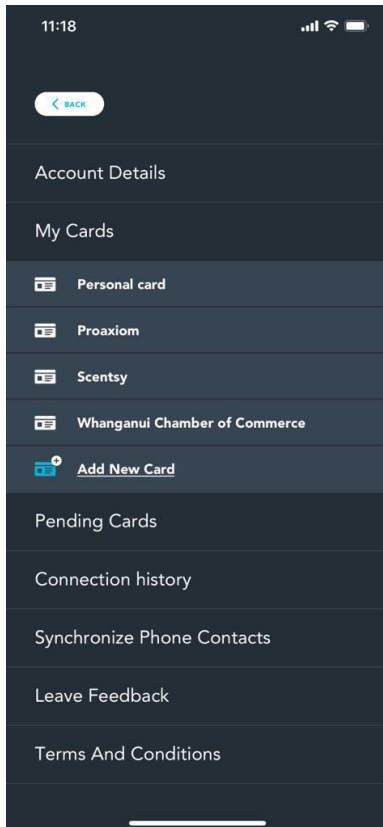 11:18
BACK
Account Details
My Cards
Personal card
Proaxiom
Scentsy
Whanganui Chamber of Commerce
Add New Card
Pending Cards
Connection history
Synchronize Phone Contacts
Leave Feedback
Terms And Conditions